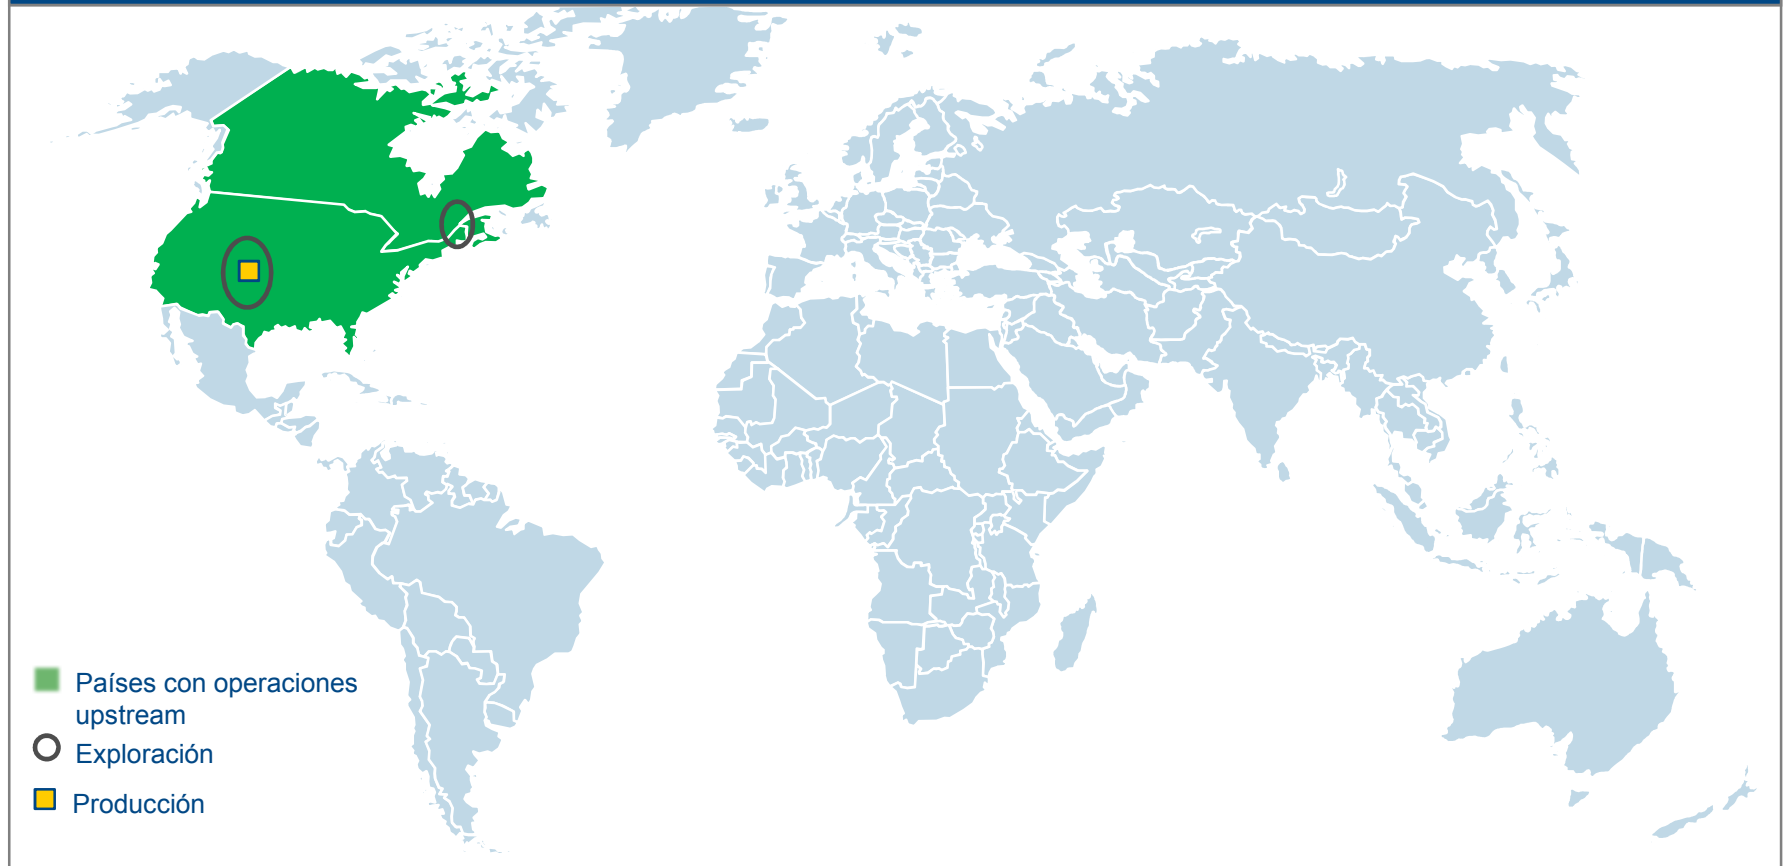 Países con operaciones
upstream
Exploración
Producción